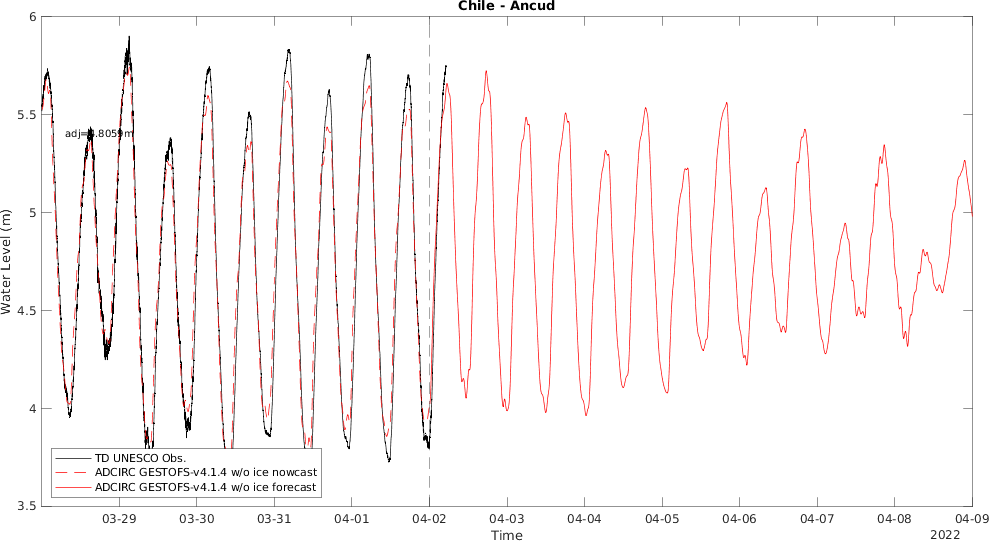 Chile - Ancud
6
5.5
5
4.5
4
3.5
Water Level (m)
TD UNESCO Obs.
ADCIRC GESTOFS-v4.1.4 w/o ice nowcast
ADCIRC GESTOFS-v4.1.4 w/o ice forecast
03-29 03-30 03-31 04-01 04-02 04-03 04-04 04-05 04-06 04-07 04-08 04-09
Time
2022